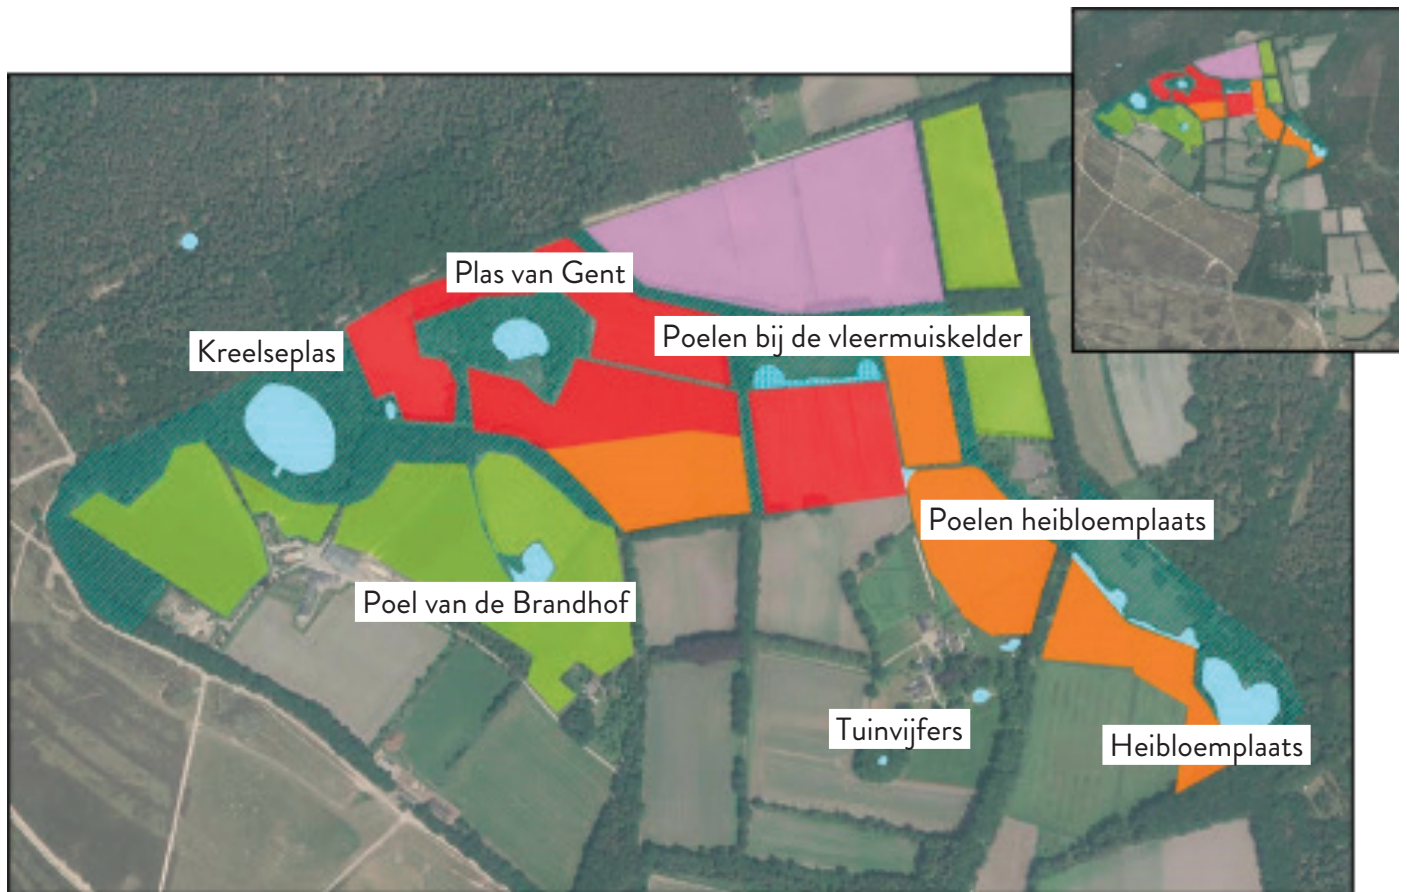 Plas van Gent
Poelen bij de vleermuiskelder
Kreelseplas
Poelen heibloemplaats
Poel van de Brandhof
Tuinvijfers
Heibloemplaats